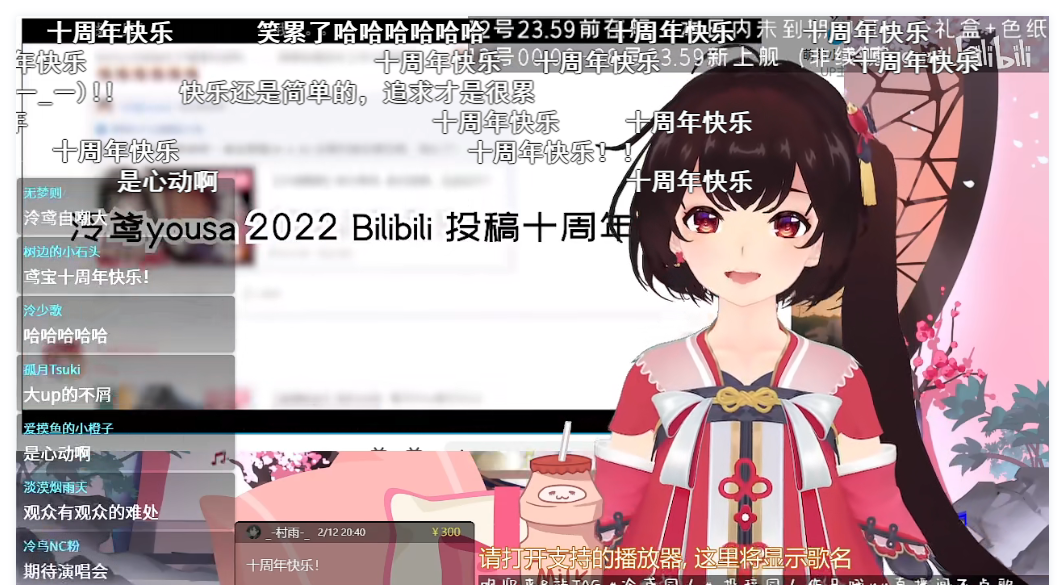 十周年快乐
笑累了哈哈哈哈哈哈哈
十周年快乐
十周年快乐
年快乐
十周年快乐
十周年快乐
十周年快乐
bilibili
一_一)!!
快乐还是简单的，追求才是很累
十周年快乐
十周年快乐
十周年快乐
十周年快乐！！
是心动啊
十周年快乐
泠鸢yousa 2022 Bilibili 投稿十周年
无梦则
泠鸢自嘲大
树边的小石头
鸢宝十周年快乐!
泠少歌
哈哈哈哈哈
孤月Tsuki
大up的不屑
爱摸鱼的小橙子
是心动啊
淡漠烟雨天
观众有观众的难处
冷鸟NC粉
期待演唱会
_-村雨-_ 2/12 20:40 ￥300
十周年快乐！
请打开支持的播放器, 这里将显示歌名